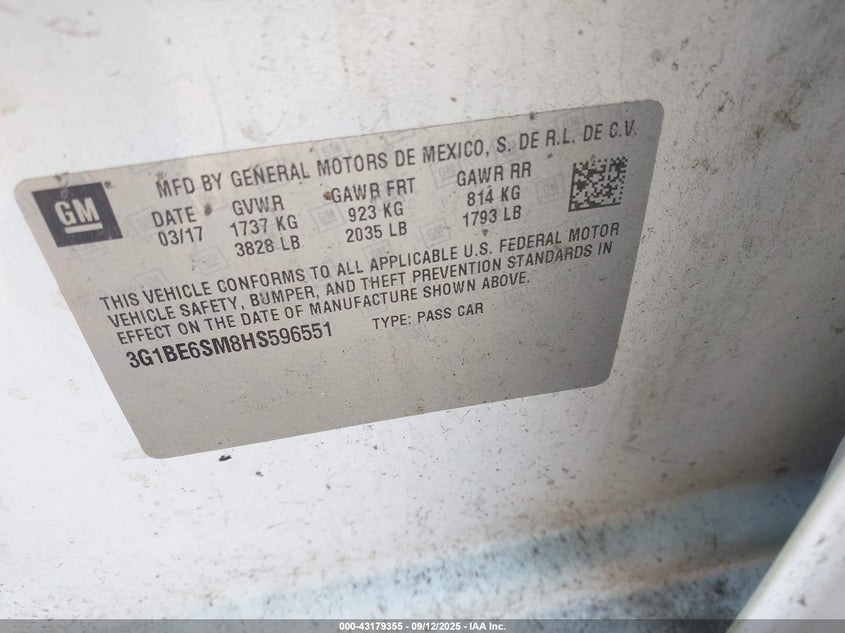 GM ®
MFD BY GENERAL MOTORS DE MEXICO, S. DE R.L. DE C.V.
DATE GVWR GAWR FRT GAWR RR
03/17 1737 KG 923 KG 814 KG
3828 LB 2035 LB 1793 LB
THIS VEHICLE CONFORMS TO ALL APPLICABLE U.S. FEDERAL MOTOR
VEHICLE SAFETY, BUMPER, AND THEFT PREVENTION STANDARDS IN
EFFECT ON THE DATE OF MANUFACTURE SHOWN ABOVE.
3G1BE6SM8HS596551 TYPE: PASS CAR
000-43179355 - 09/12/2025 - IAA Inc.